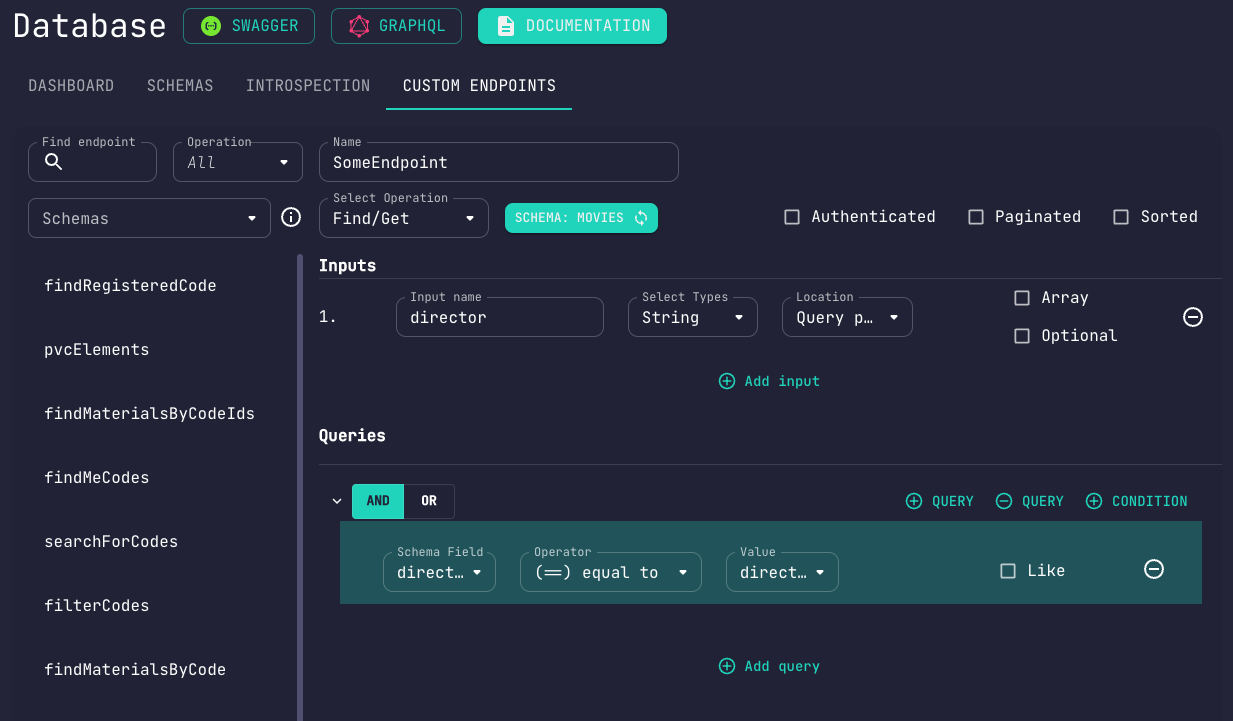 Database SWAGGER GRAPHQL DOCUMENTATION
DASHBOARD SCHEMAS INTROSPECTION CUSTOM ENDPOINTS
Find endpoint Operation Name
All SomeEndpoint
Select Operation
Schemas Find/Get SCHEMA: MOVIES Authenticated Paginated Sorted
Inputs
findRegisteredCode
Input name Select Types Location Array
1. director String Query p…
Optional
pvcElements
Add input
findMaterialsByCodeIds
Queries
findMeCodes
AND OR QUERY QUERY CONDITION
searchForCodes
Schema Field Operator Value
direct… (==) equal to direct… Like
filterCodes
findMaterialsByCode
Add query